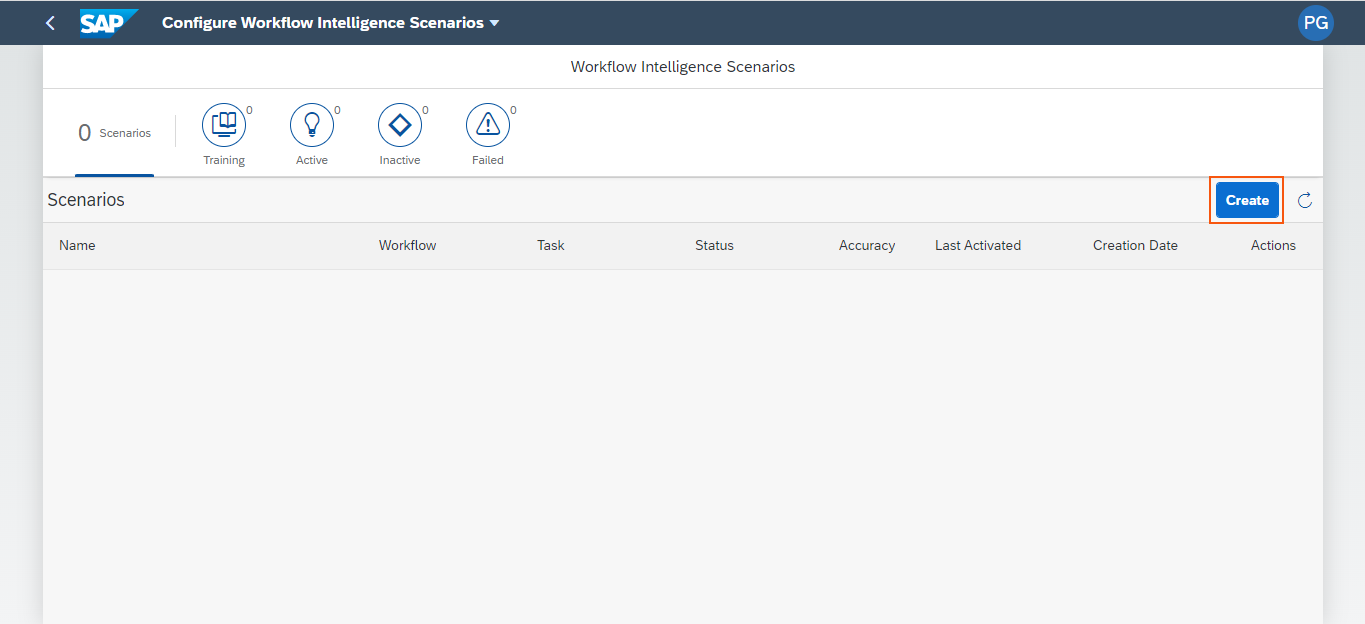 SAP Configure Workflow Intelligence Scenarios PG
Workflow Intelligence Scenarios
0 Scenarios
0
Training
0
Active
0
Inactive
0
Failed
Scenarios Create
Name Workflow Task Status Accuracy Last Activated Creation Date Actions